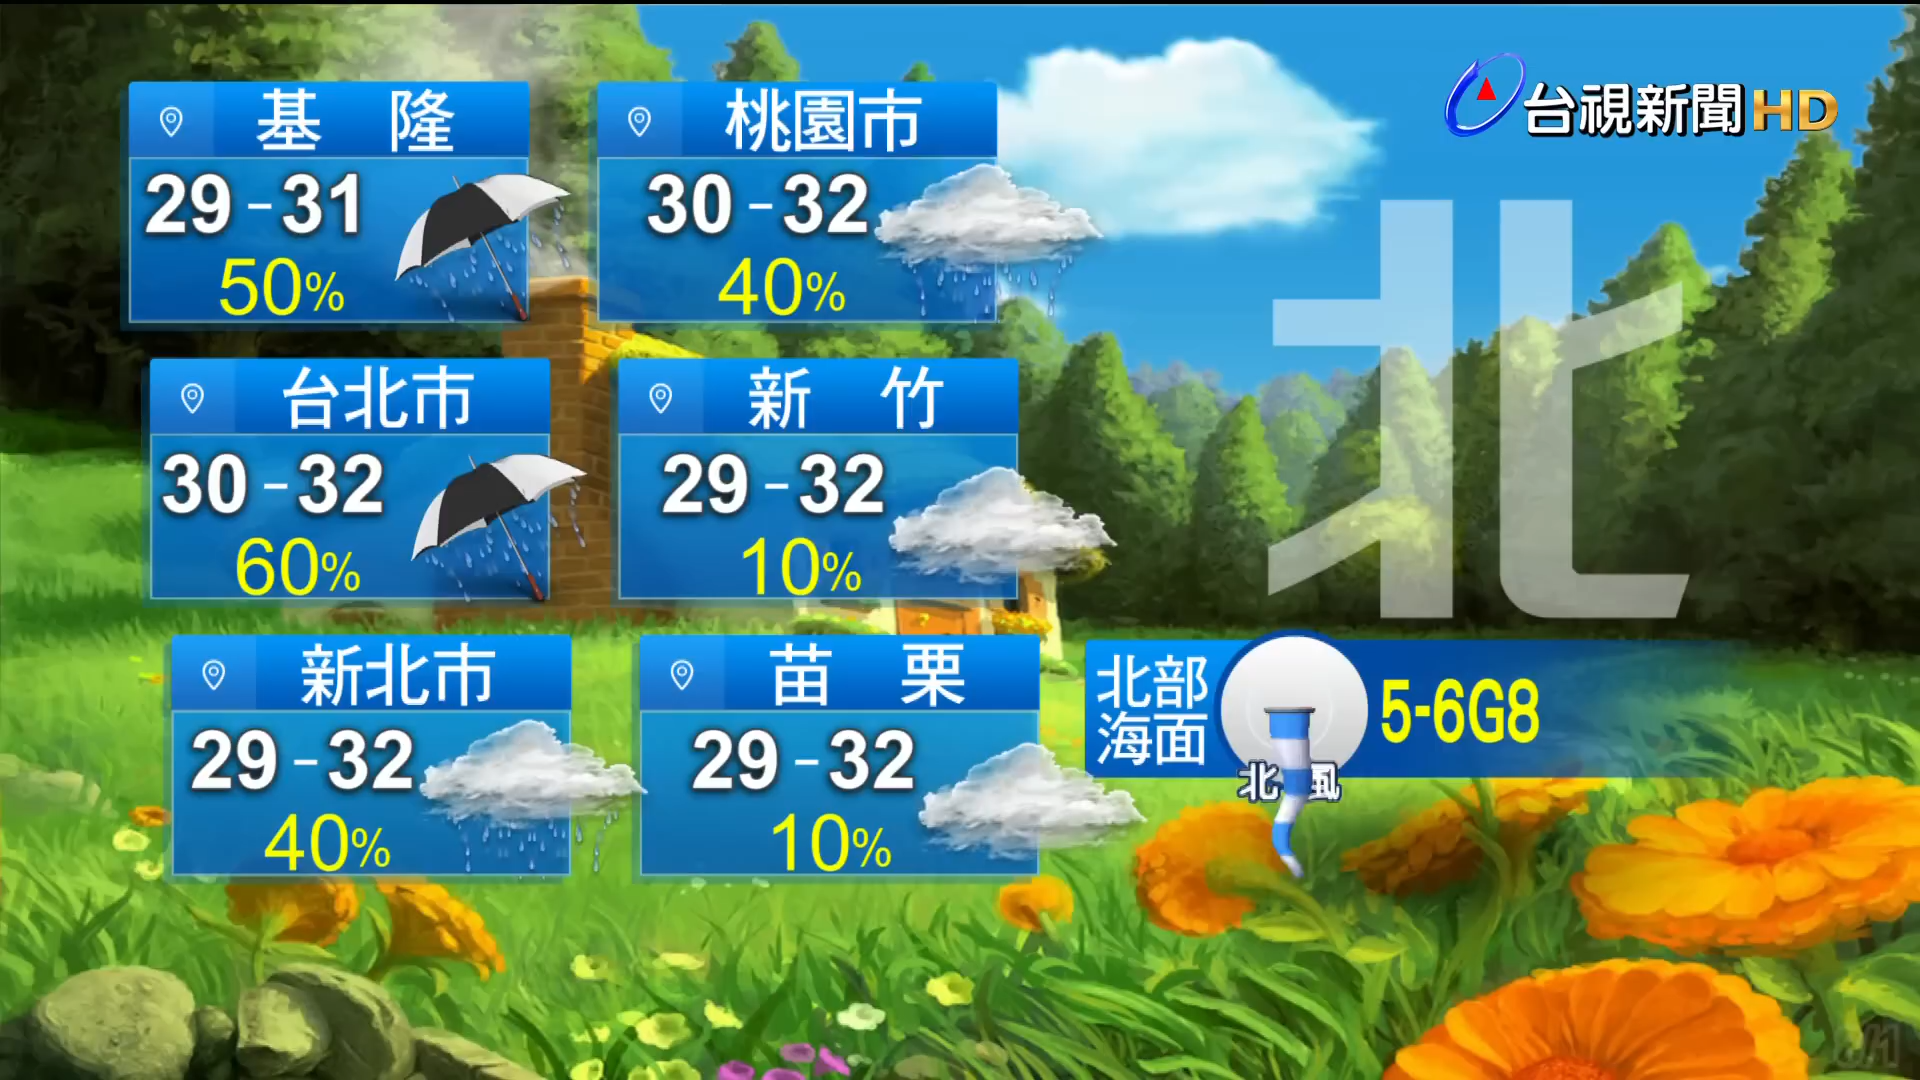 台視新聞HD
基隆
29-31
50%
桃園市
30-32
40%
台北市
30-32
60%
新竹
29-32
10%
新北市
29-32
40%
苗栗
29-32
10%
北
北部
海面
北 風
5-6G8